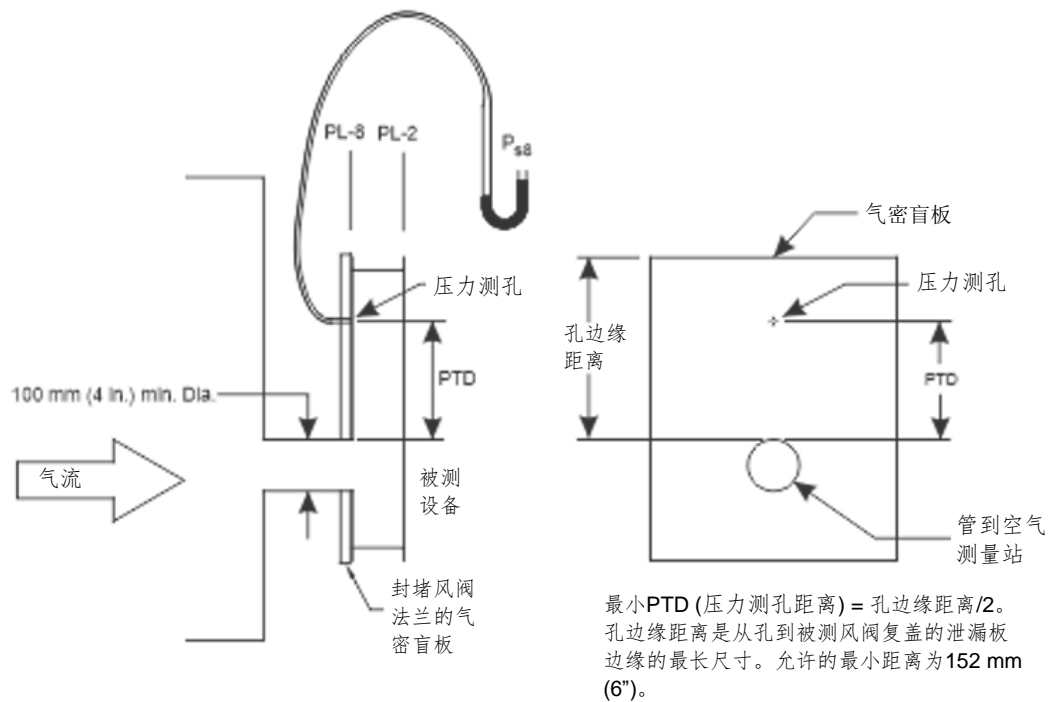 PL-8 PL-2
Ps8
气密盲板
压力测孔
压力测孔
孔边缘
距离
PTD
PTD
100 mm (4 in.) min. Dia.
气流
被测
设备
管到空气
测量站
封堵风阀
法兰的气
密盲板
最小PTD (压力测孔距离) = 孔边缘距离/2。
孔边缘距离是从孔到被测风阀复盖的泄漏板
边缘的最长尺寸。允许的最小距离为152 mm
(6”)。